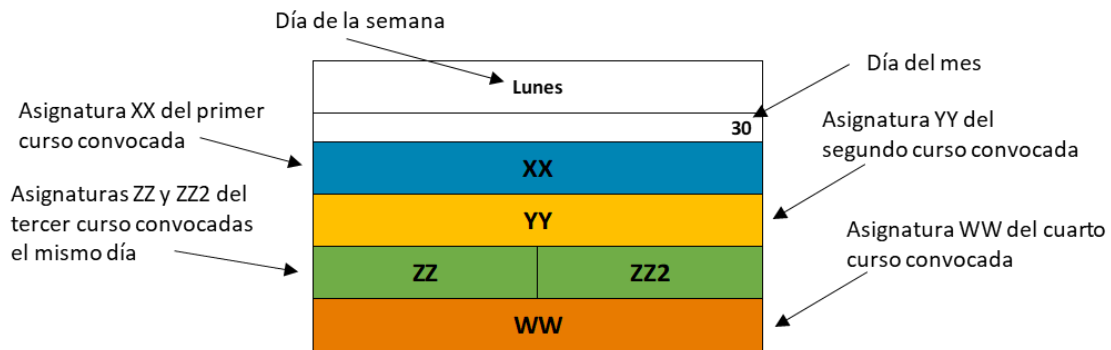 Día de la semana
Lunes
Día del mes
30
Asignatura XX del primer
curso convocada
XX
Asignatura YY del
segundo curso convocada
YY
Asignaturas ZZ y ZZ2 del
tercer curso convocadas
el mismo día
ZZ
ZZ2
Asignatura WW del cuarto
curso convocada
WW